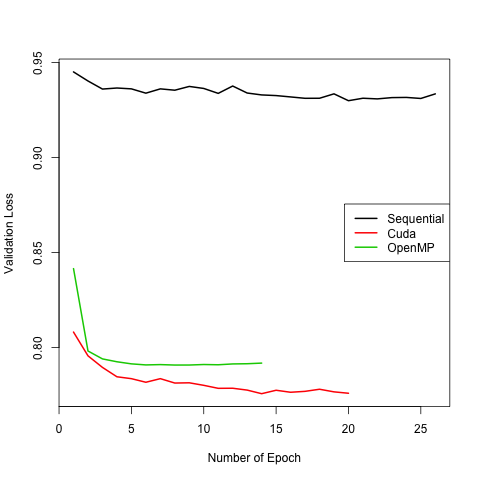 0.95
0.90
0.85
0.80
Validation Loss
Sequential
Cuda
OpenMP
0 5 10 15 20 25
Number of Epoch